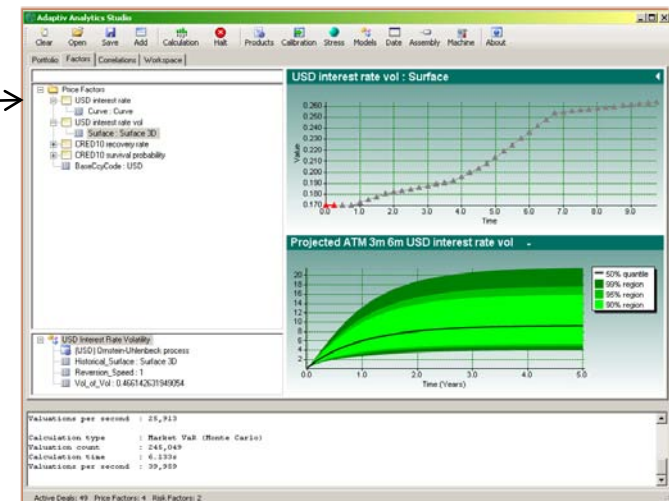 Adaptiv Analytics Studio
Clear Open Save Add Calculation Halt Products Calibration Stress Models Date Assembly Machine About
Portfolio Factors Correlations Workspace
Price Factors
USD interest rate
Curve : Curve
USD interest rate vol
Surface : Surface 3D
CRED10 recovery rate
CRED10 survival probability
BaseCcyCode : USD
USD interest rate vol : Surface
Value
0.260
0.250
0.240
0.230
0.220
0.210
0.200
0.190
0.180
0.170
0.0 1.0 2.0 3.0 4.0 5.0 6.0 7.0 8.0 9.0
Time
Projected ATM 3m 6m USD interest rate vol -
20
18
16
14
12
10
8
6
4
2
0.0 1.0 2.0 3.0 4.0 5.0
Time (Years)
50% quantile
99% region
95% region
90% region
USD Interest Rate Volatility
(USD) Ornstein-Uhlenbeck process
Historical_Surface : Surface 3D
Reversion_Speed : 1
Vol_of_Vol : 0.466142631949054
Valuations per second : 25,913
Calculation type : Market VaR (Monte Carlo)
Valuation count : 245,049
Calculation time : 6.133s
Valuations per second : 39,989
Active Deals: 49 Price Factors: 4 Risk Factors: 2